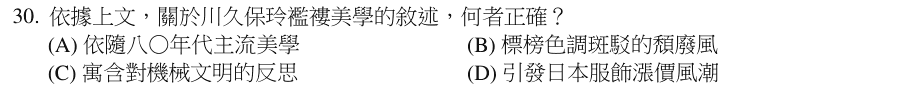 30. 依據上文，關於川久保玲襤褸美學的敘述，何者正確？
(A) 依隨八〇年代主流美學 (B) 標榜色調斑駁的頹廢風
(C) 寓含對機械文明的反思 (D) 引發日本服飾漲價風潮